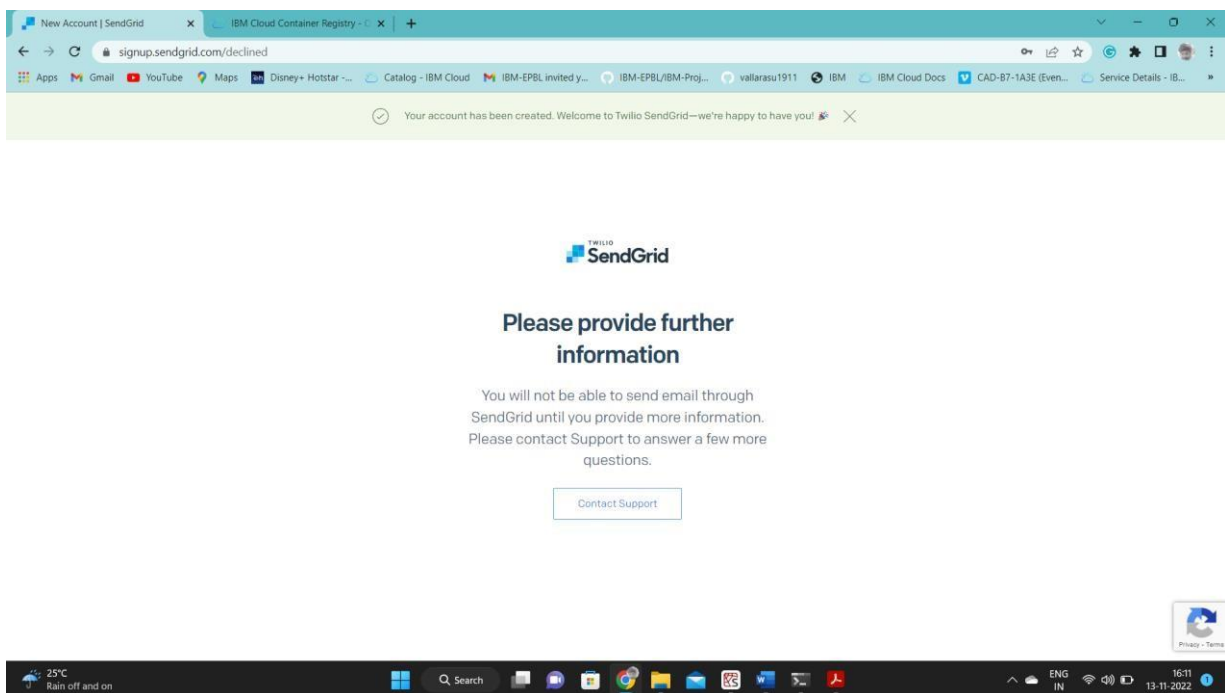 New Account | SendGrid
IBM Cloud Container Registry - C
signup.sendgrid.com/declined
Apps Gmail YouTube Maps Disney+ Hotstar -... Catalog - IBM Cloud IBM-EPBL invited y... IBM-EPBL/IBM-Proj... vallarasu1911 IBM IBM Cloud Docs CAD-B7-1A3E (Even... Service Details - IB... »
Your account has been created. Welcome to Twilio SendGrid—we're happy to have you! 🎉
TWILIO
SendGrid
Please provide further
information
You will not be able to send email through
SendGrid until you provide more information.
Please contact Support to answer a few more
questions.
Contact Support
Privacy - Terms
25°C
Rain off and on
Search
ENG
IN
16:11
13-11-2022
1